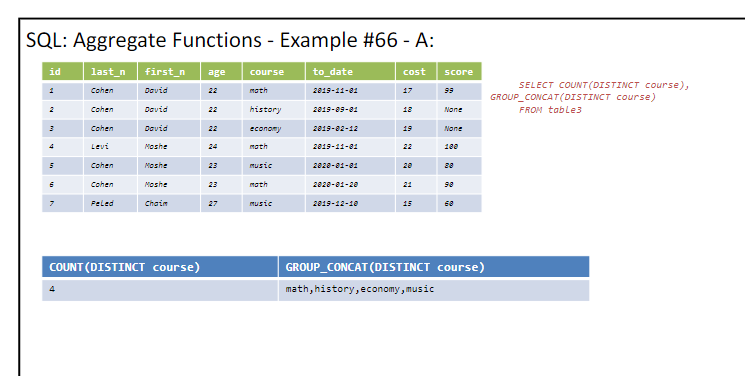 SQL: Aggregate Functions - Example #66 - A:
id last_n first_n age course to_date cost score
1 Cohen David 22 math 2019-11-01 17 99
2 Cohen David 22 history 2019-09-01 18 None
3 Cohen David 22 economy 2019-02-12 19 None
4 Levi Moshe 24 math 2019-11-01 22 100
5 Cohen Moshe 23 music 2020-01-01 20 80
6 Cohen Moshe 23 math 2020-01-20 21 90
7 Peled Chaim 27 music 2019-12-10 15 60
SELECT COUNT(DISTINCT course),
GROUP_CONCAT(DISTINCT course)
FROM table3
COUNT(DISTINCT course) GROUP_CONCAT(DISTINCT course)
4 math,history,economy,music